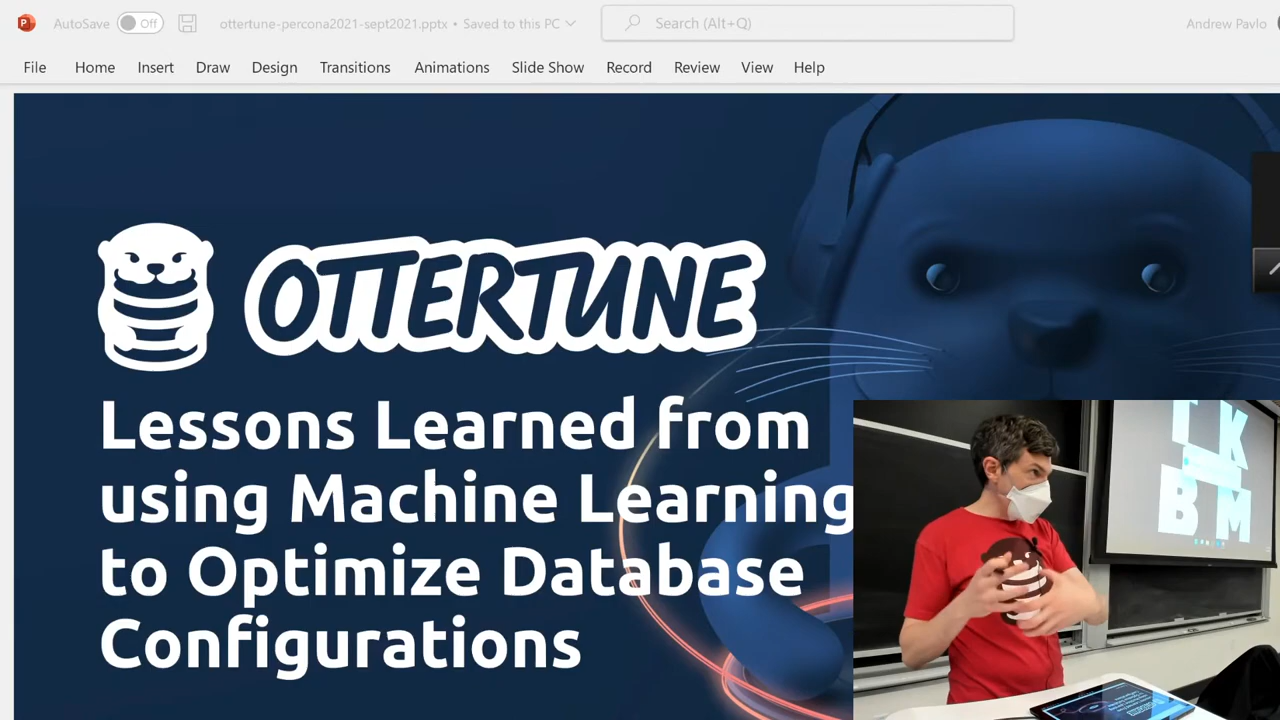 AutoSave Off ottertune-percona2021-sept2021.pptx • Saved to this PC Search (Alt+Q) Andrew Pavlo
File Home Insert Draw Design Transitions Animations Slide Show Record Review View Help
OTTERTUNE
Lessons Learned from
using Machine Learning
to Optimize Database
Configurations
T K
B M